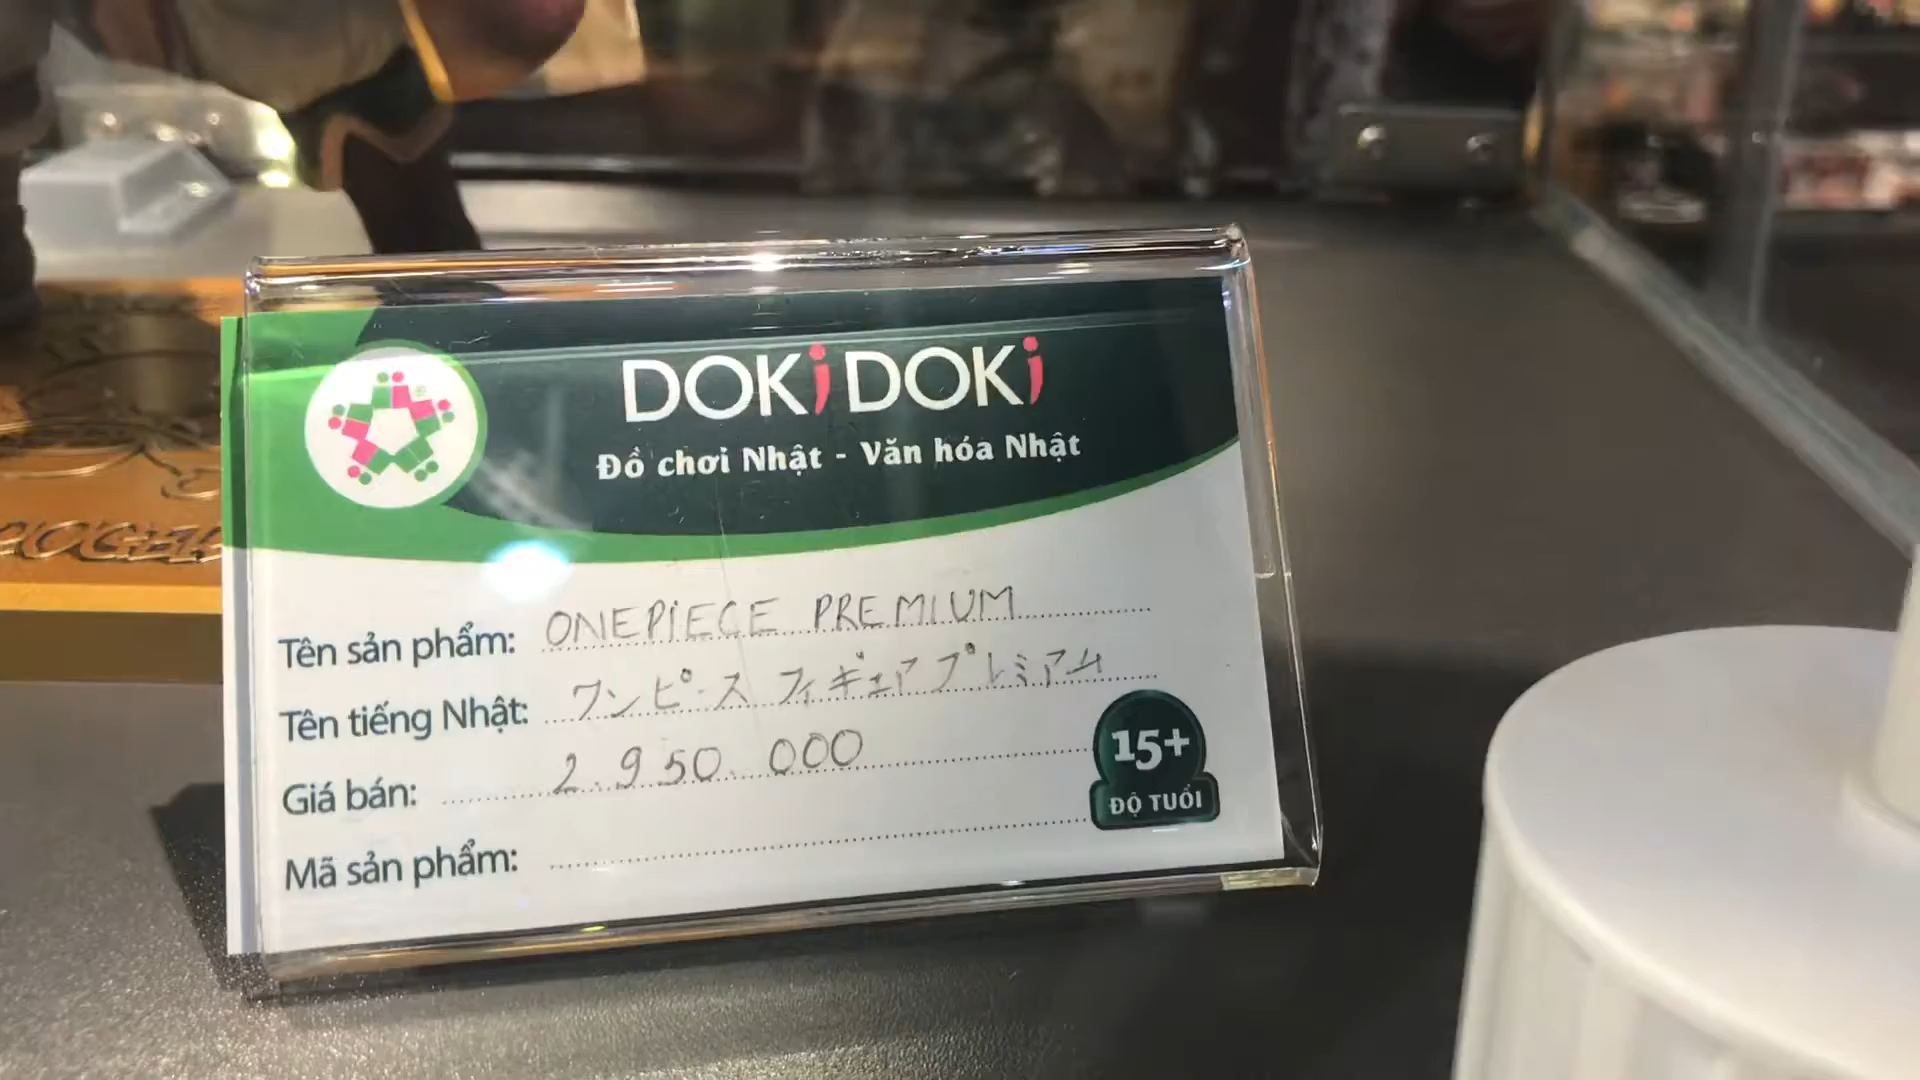 DOKiDOKi
Đồ chơi Nhật - Văn hóa Nhật
Tên sản phẩm: ONEPIECE PREMIUM
Tên tiếng Nhật: ワンピース フィギュアプレミアム
Giá bán: 2.950.000
Mã sản phẩm:
15+
ĐỘ TUỔI